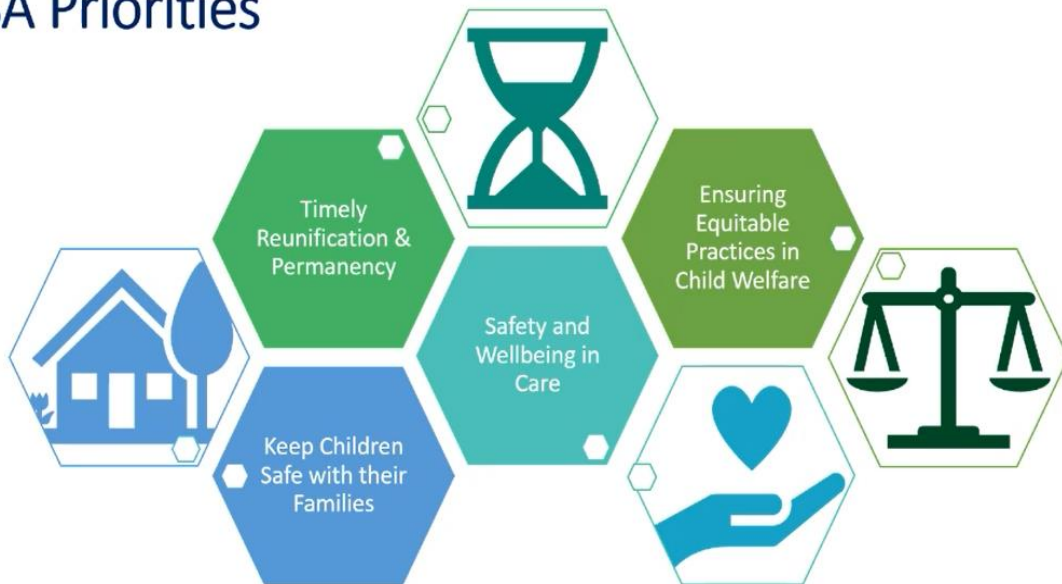 A Priorities
Timely
Reunification &
Permanency
Ensuring
Equitable
Practices in
Child Welfare
Safety and
Wellbeing in
Care
Keep Children
Safe with their
Families